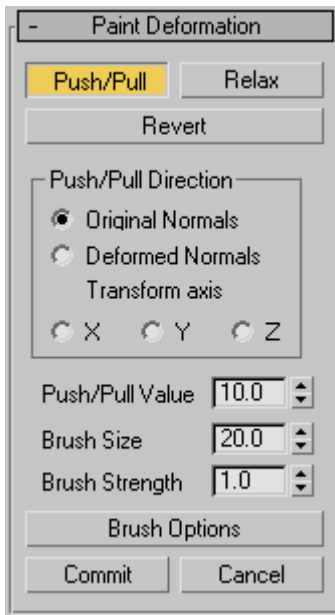 - Paint Deformation
Push/Pull Relax
Revert
Push/Pull Direction
Original Normals
Deformed Normals
Transform axis
X Y Z
Push/Pull Value 10.0
Brush Size 20.0
Brush Strength 1.0
Brush Options
Commit Cancel